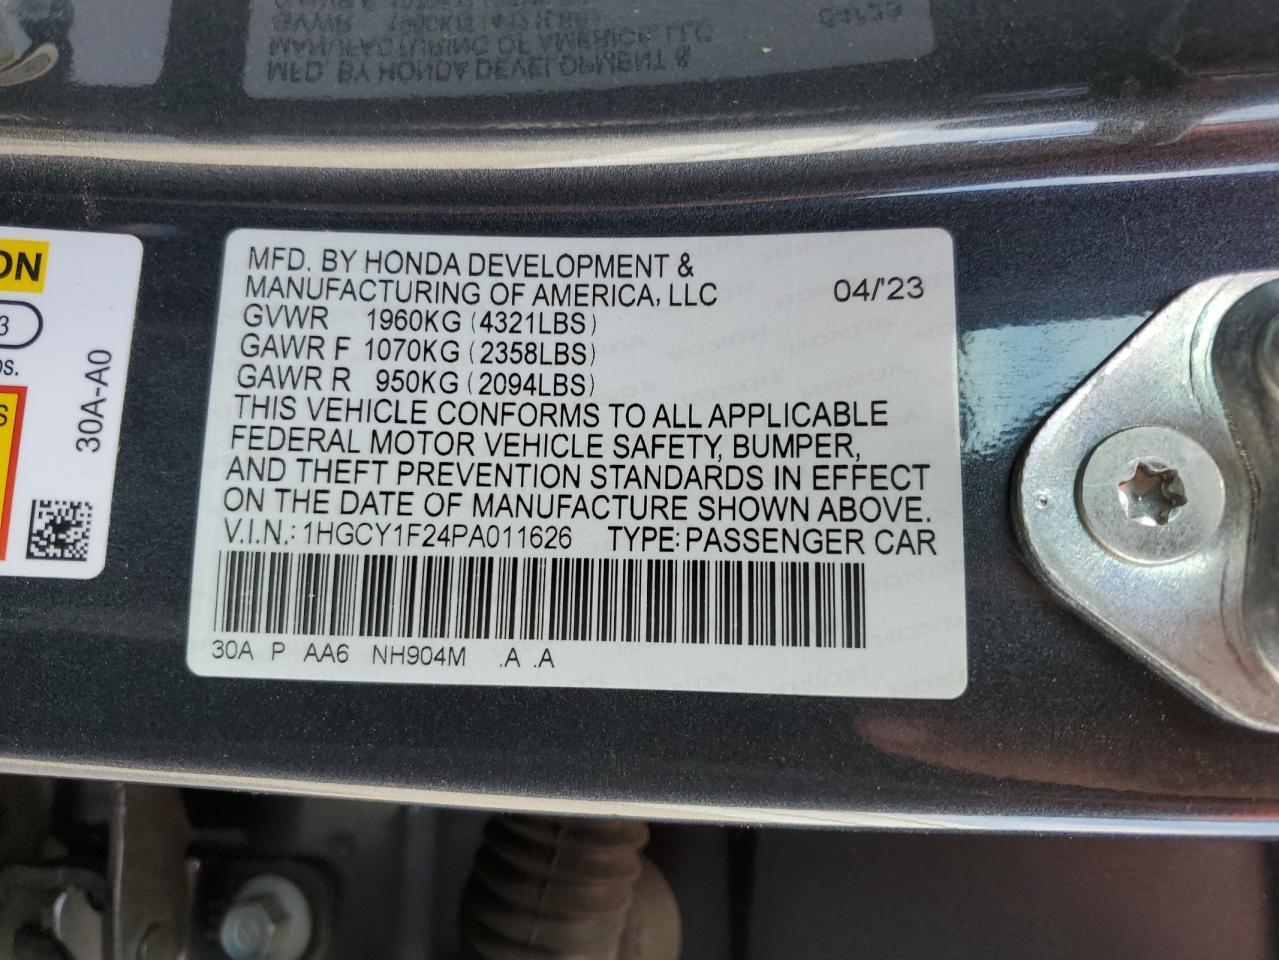 MFD. BY HONDA DEVELOPMENT &
MANUFACTURING OF AMERICA, LLC 04/'23
GVWR 1960KG (4321LBS)
GAWR F 1070KG (2358LBS)
GAWR R 950KG (2094LBS)
THIS VEHICLE CONFORMS TO ALL APPLICABLE
FEDERAL MOTOR VEHICLE SAFETY, BUMPER,
AND THEFT PREVENTION STANDARDS IN EFFECT
ON THE DATE OF MANUFACTURE SHOWN ABOVE.
V.I.N.: 1HGCY1F24PA011626 TYPE:PASSENGER CAR
30A P AA6 NH904M .A .A
30A-A0